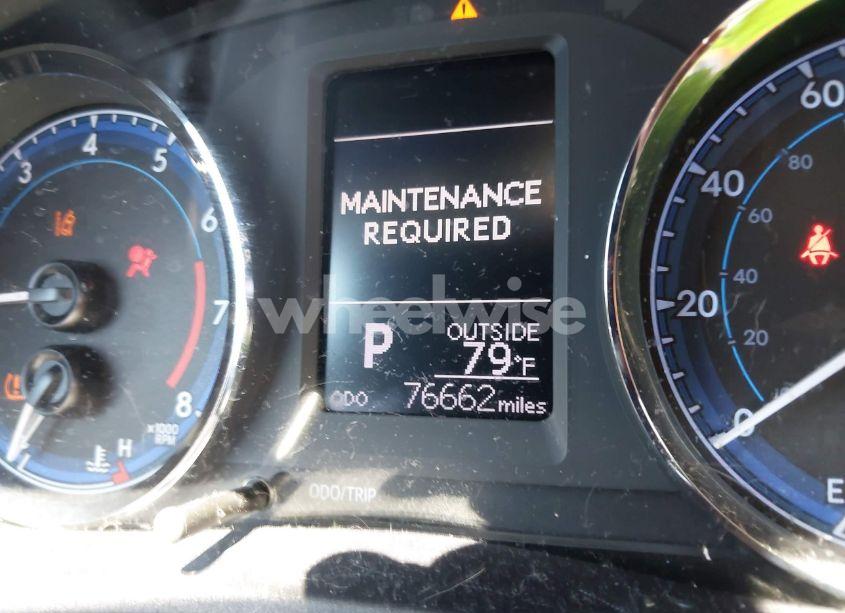 3 4 5 6 7 8
x1000
RPM
H
MAINTENANCE
REQUIRED
wheelwise
P
OUTSIDE
79°F
ODO 76662 miles
ODO/TRIP
60
40
20
0
80
60
40
20
E